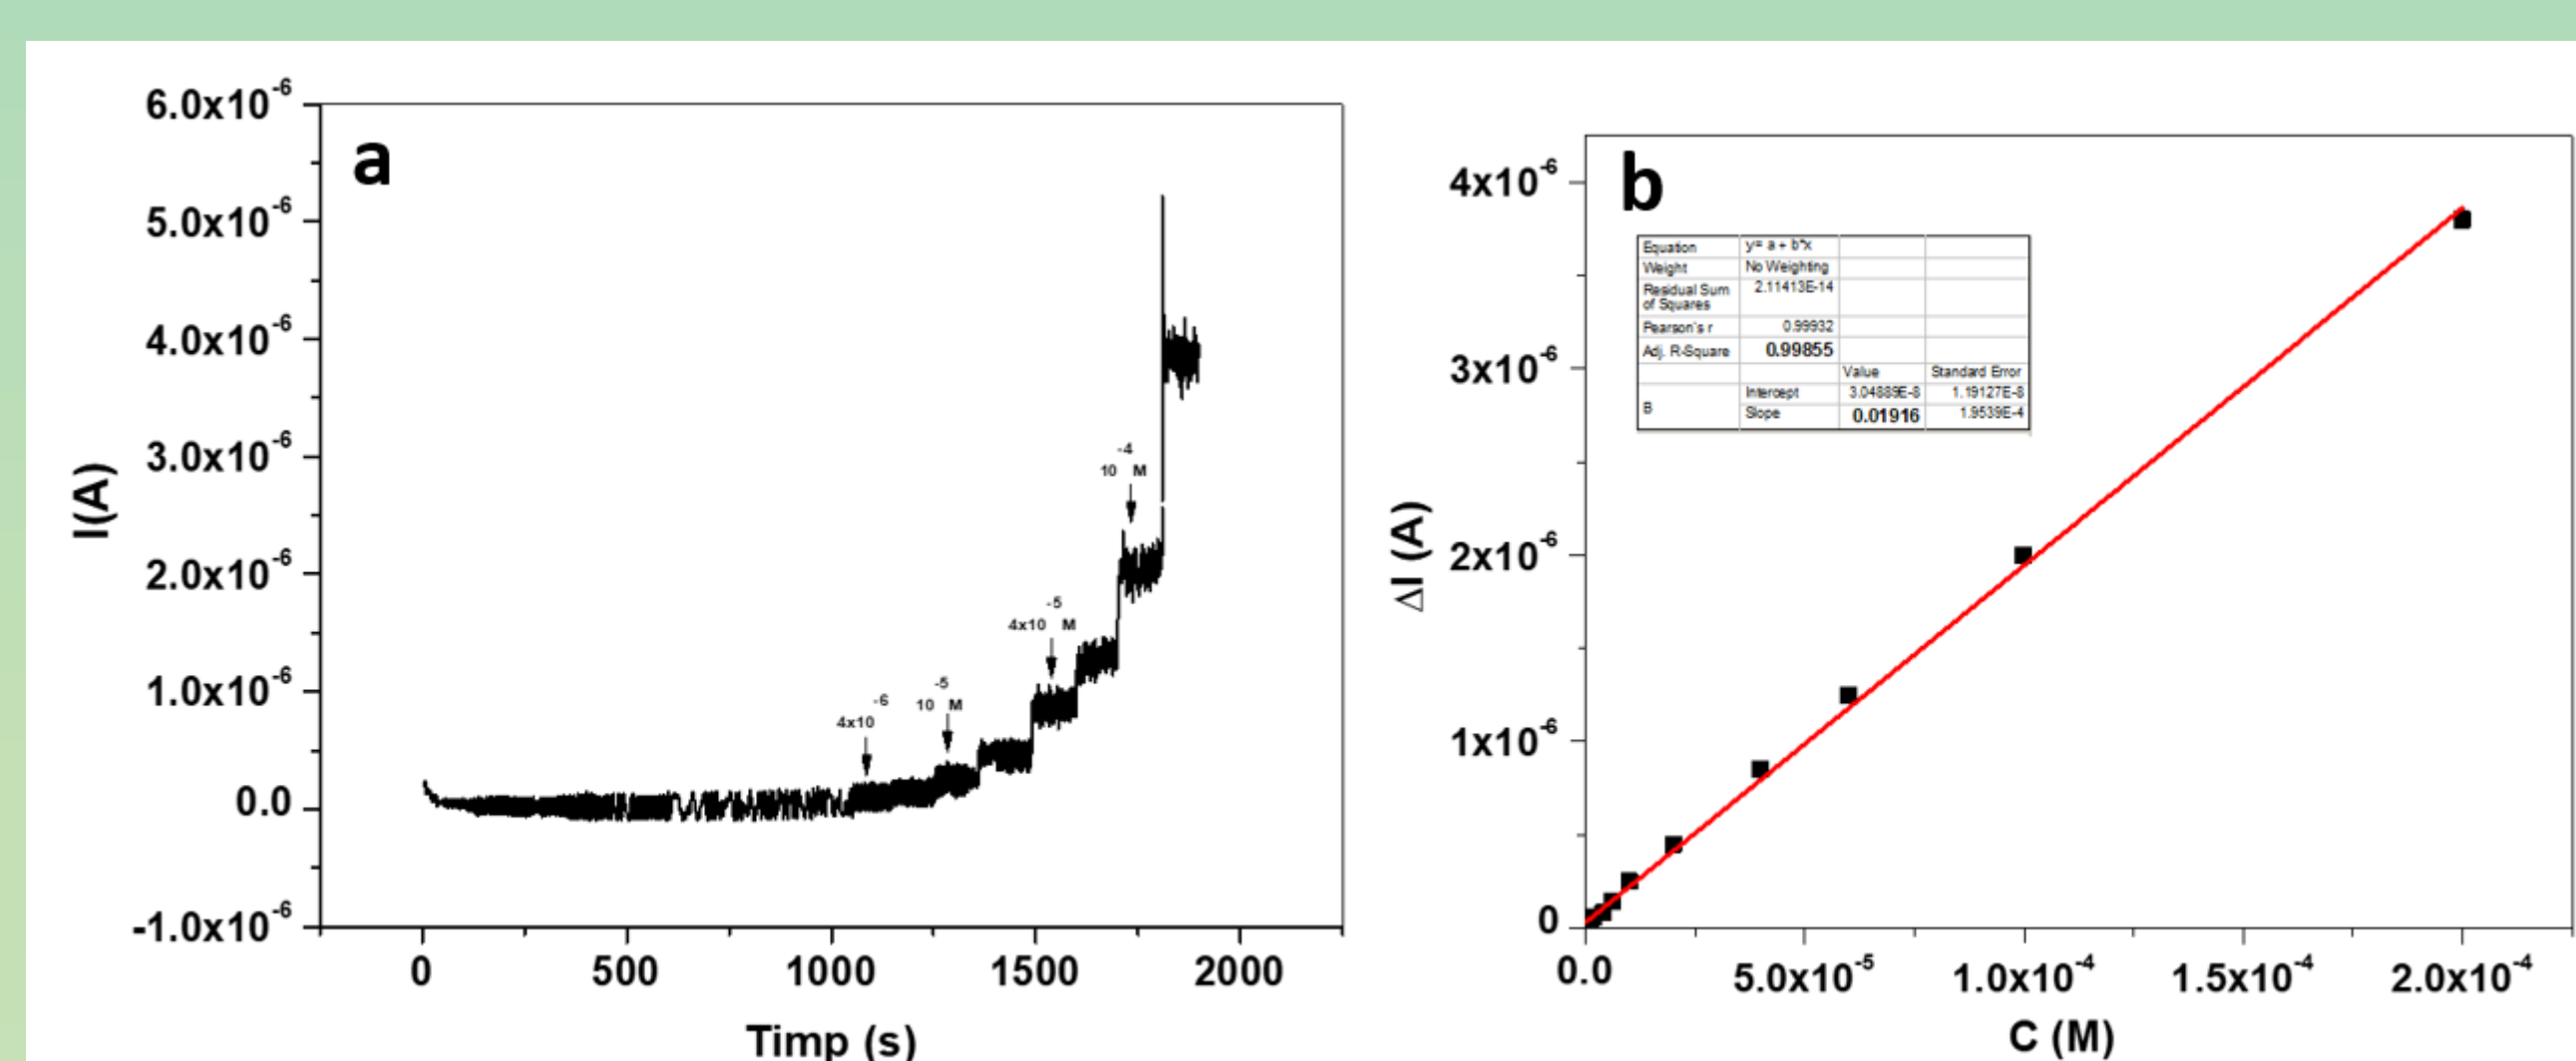 a
6.0x10⁻⁶
5.0x10⁻⁶
4.0x10⁻⁶
3.0x10⁻⁶
2.0x10⁻⁶
1.0x10⁻⁶
0.0
-1.0x10⁻⁶
I(A)
4x10⁻⁶
10⁻⁵ M
4x10⁻⁵ M
10⁻⁴ M
0 500 1000 1500 2000
Timp (s)
b
4x10⁻⁶
3x10⁻⁶
2x10⁻⁶
1x10⁻⁶
0
ΔI (A)
Equation y= a + b*x
Weight No Weighting
Residual Sum of Squares 2.11413E-14
Pearson's r 0.99932
Adj. R-Square 0.99855
Value Standard Error
B Intercept 3.04889E-8 1.19127E-8
Slope 0.01916 1.9539E-4
0.0 5.0x10⁻⁵ 1.0x10⁻⁴ 1.5x10⁻⁴ 2.0x10⁻⁴
C (M)